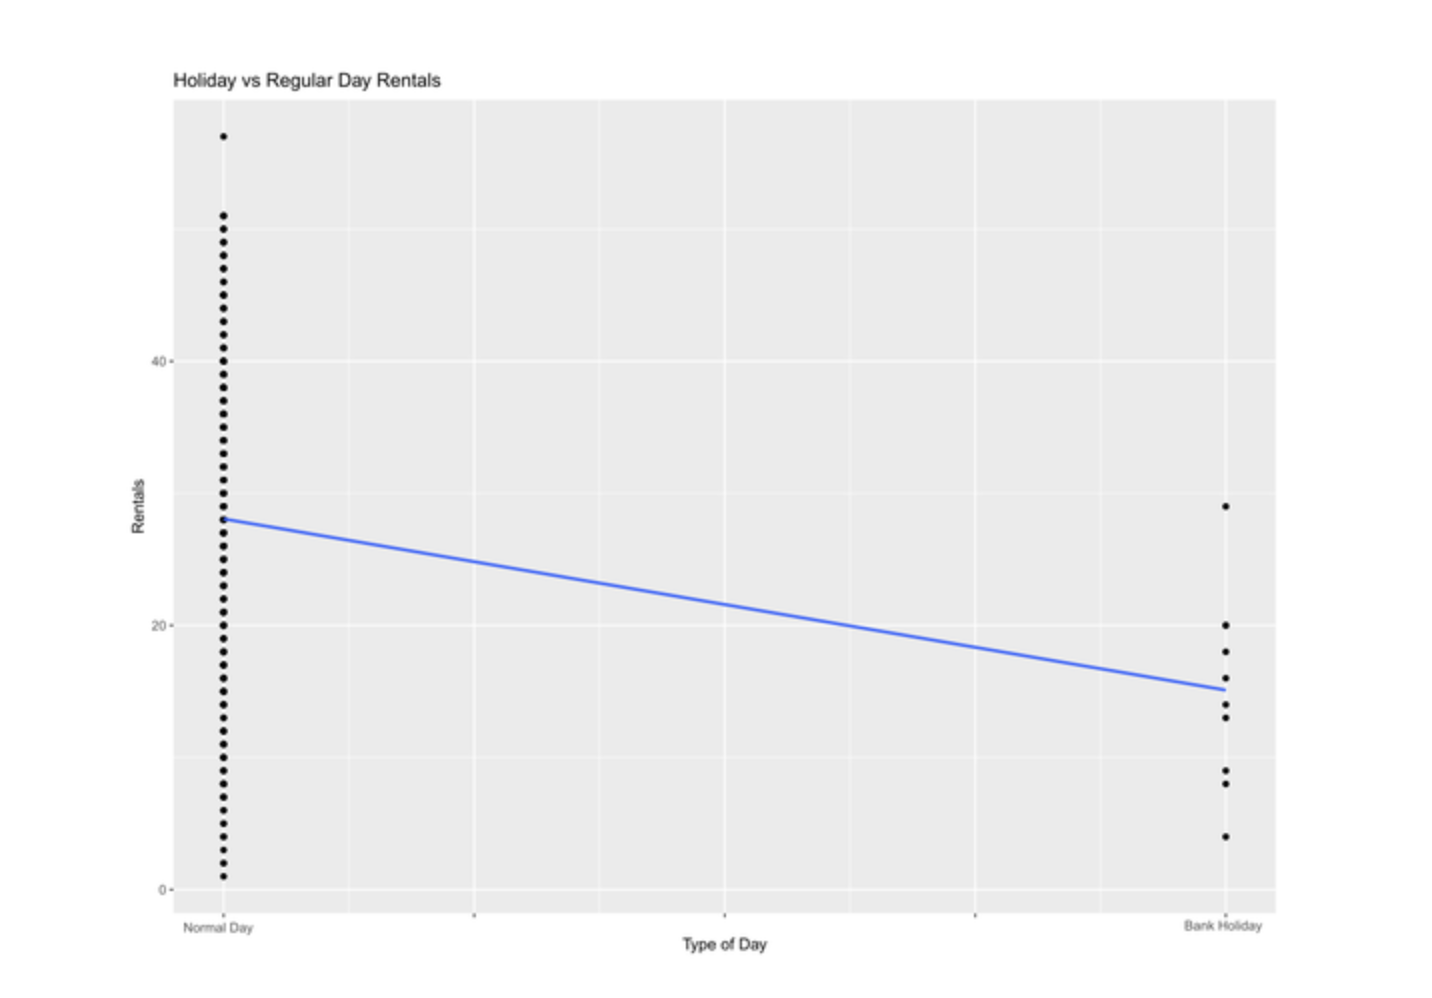 Holiday vs Regular Day Rentals
40
Rentals
20
0
Normal Day
Bank Holiday
Type of Day